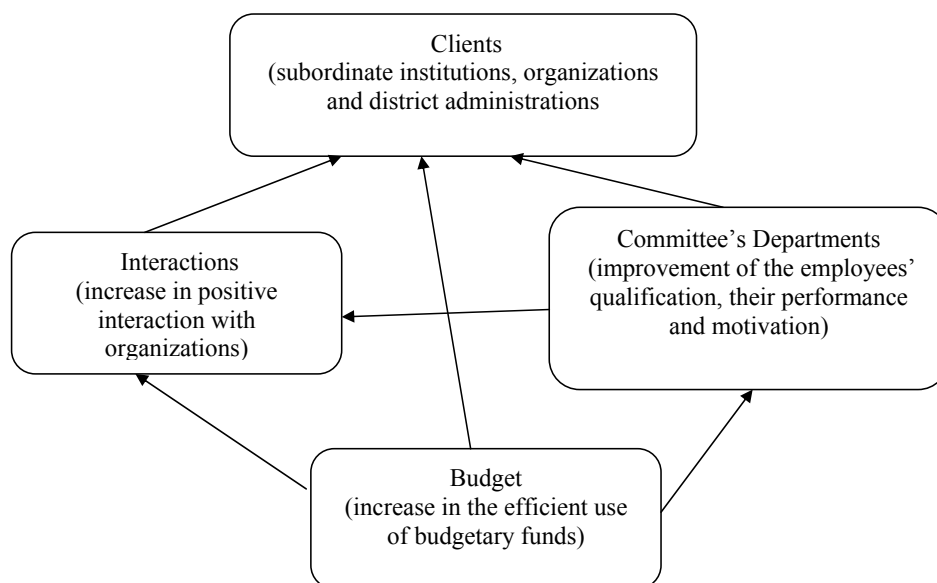 Clients
(subordinate institutions, organizations
and district administrations
Interactions
(increase in positive
interaction with
organizations)
Committee’s Departments
(improvement of the employees’
qualification, their performance
and motivation)
Budget
(increase in the efficient use
of budgetary funds)